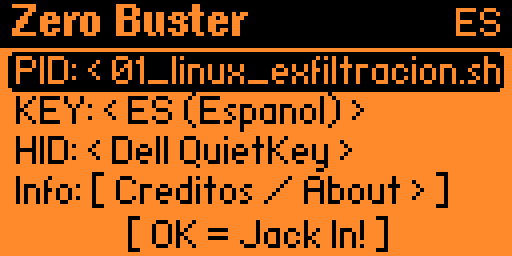 Zero Buster ES
PID: < 01_linux_exfiltracion.sh
KEY: < ES (Espanol) >
HID: < Dell QuietKey >
Info: [ Creditos / About > ]
[ OK = Jack In! ]